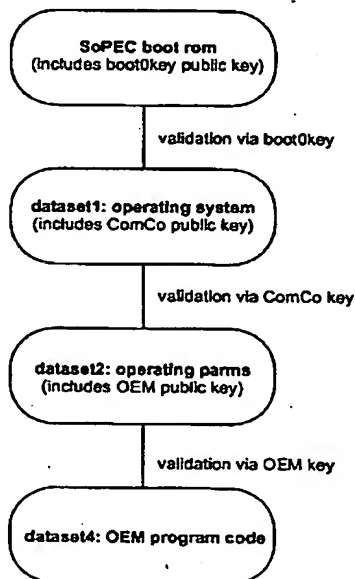 SoPEC boot rom
(includes boot0key public key)
validation via boot0key
dataset1: operating system
(includes ComCo public key)
validation via ComCo key
dataset2: operating parms
(includes OEM public key)
validation via OEM key
dataset4: OEM program code